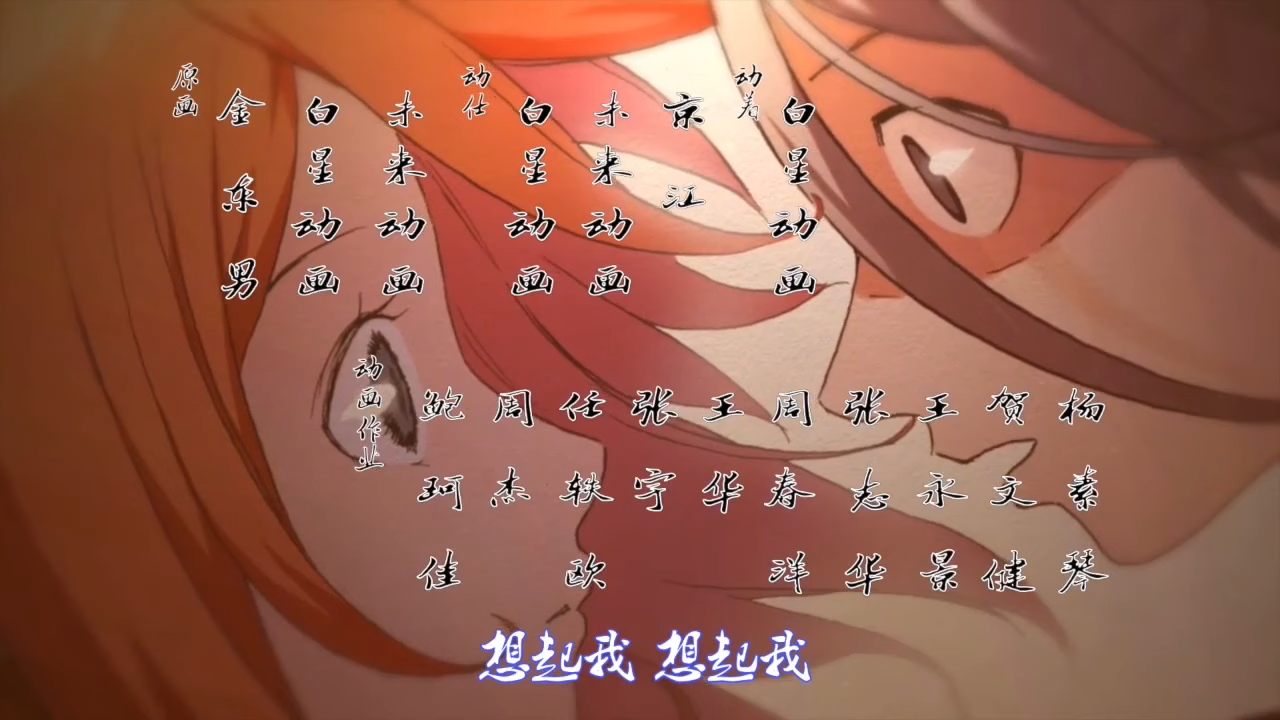 原画
金东男
白星动画
未来动画
动仕
白星动画
未来动画
京江
动着
白星动画
动画作业
鲍珂佳
周杰
任轶欧
张宇
王华
周春洋
张志华
王永景
贺文健
杨素琴
想起我 想起我